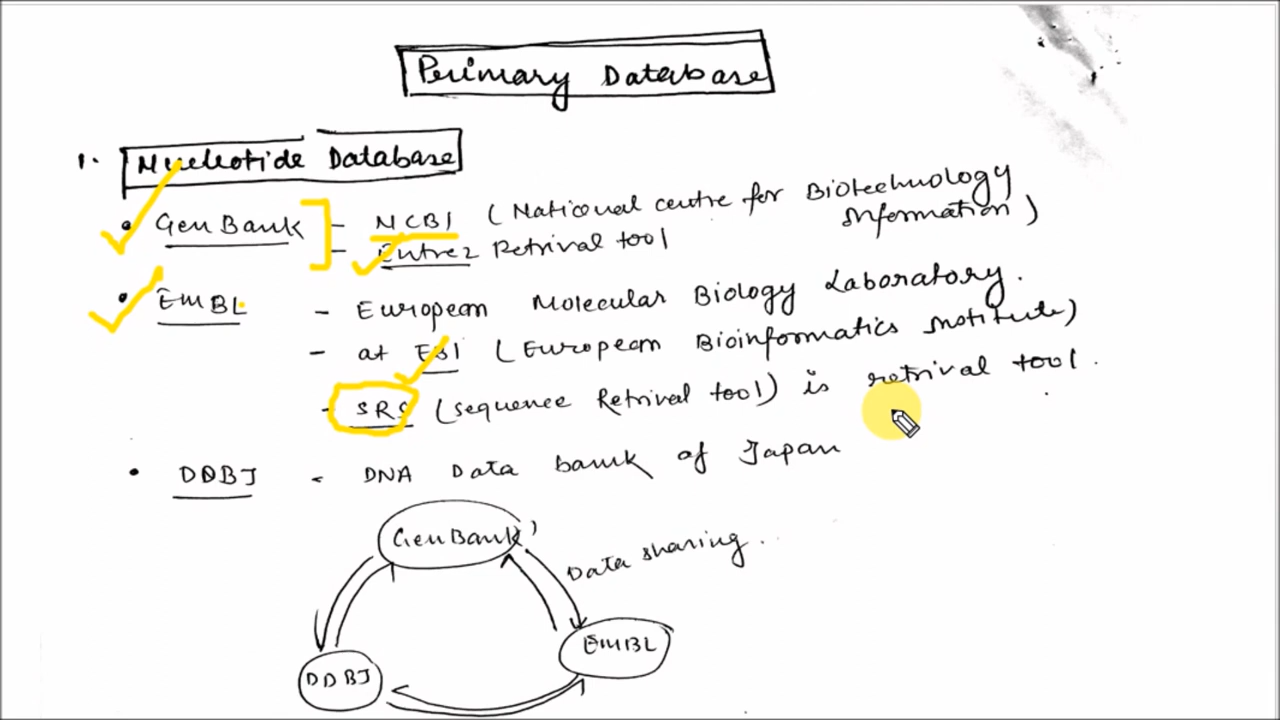 Primary Database
1. Nucleotide Database
• GenBank - NCBI (National centre for Biotechnology Information)
- Entrez Retrival tool
• EMBL - European Molecular Biology Laboratory.
- at EBI (European Bioinformatics Institute)
- SRS (sequence Retrival tool) is retrival tool.
• DDBJ - DNA Data bank of Japan
GenBank
Data sharing.
EMBL
DDBJ